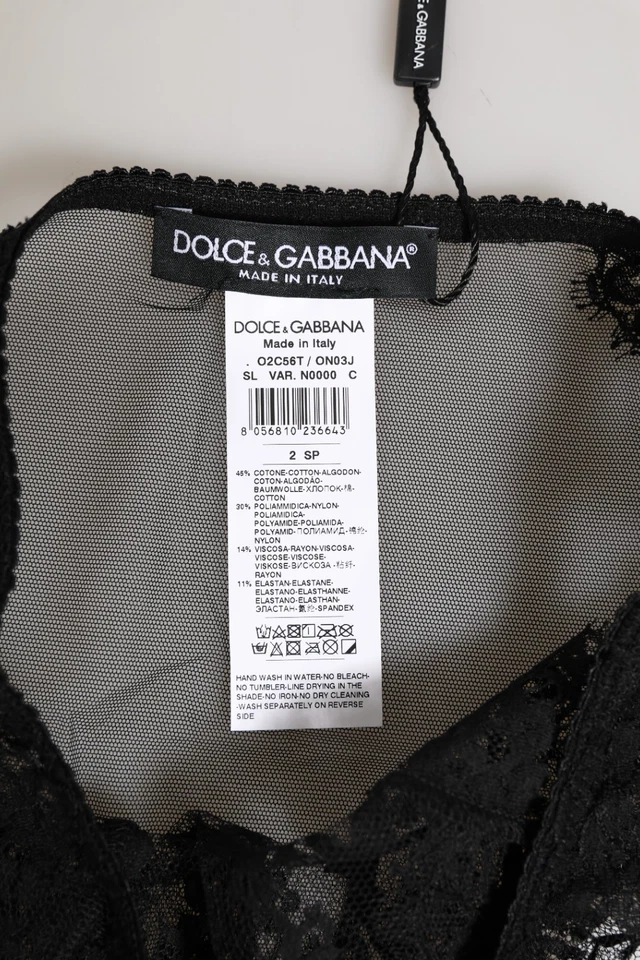 & GABBANA
DOLCE & GABBANA®
MADE IN ITALY
DOLCE & GABBANA
Made in Italy
. O2C56T / ON03J
SL VAR. N0000 C
8 056810 236643
2 SP
46% COTONE-COTTON-ALGODON-
COTON-ALGODÃO-
BAUMWOLLE-ХЛОПОК-棉-
COTTON
30% POLIAMMIDICA-NYLON-
POLIAMIDICA-
POLYAMIDE-POLIAMIDA-
POLYAMID-ПОЛИАМИД-
NYLON
14% VISCOSA-RAYON-VISCOSA-
VISCOSE-VISCOSE-
VISKOSE-ВИСКОЗА-粘纤-
RAYON
11% ELASTAN-ELASTANE-
ELASTANO-ELASTHANNE-
ELASTANO-ELASTHAN-
ЭЛАСТАН-氨纶-SPANDEX
HAND WASH IN WATER-NO BLEACH-
NO TUMBLER-LINE DRYING IN THE
SHADE-NO IRON-NO DRY CLEANING
-WASH SEPARATELY ON REVERSE
SIDE